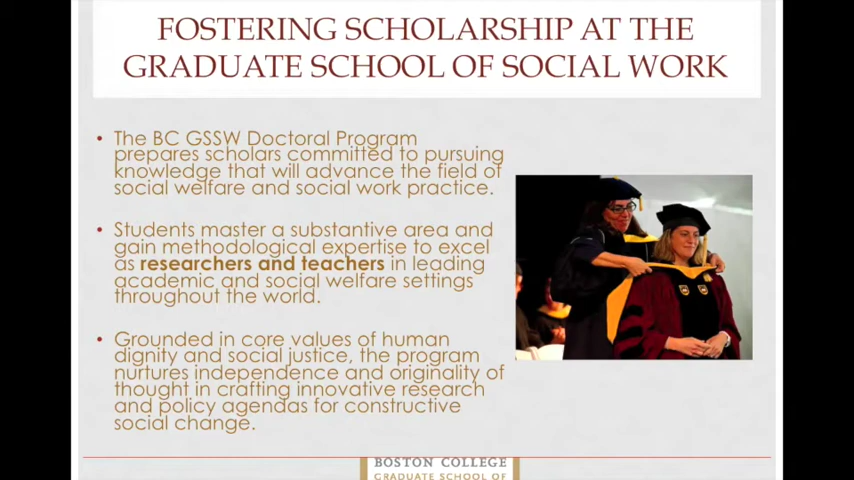 FOSTERING SCHOLARSHIP AT THE
GRADUATE SCHOOL OF SOCIAL WORK
• The BC GSSW Doctoral Program
prepares scholars committed to pursuing
knowledge that will advance the field of
social welfare and social work practice.
• Students master a substantive area and
gain methodological expertise to excel
as researchers and teachers in leading
academic and social welfare settings
throughout the world.
• Grounded in core values of human
dignity and social justice, the program
nurtures independence and originality of
thought in crafting innovative research
and policy agendas for constructive
social change.
BOSTON COLLEGE
GRADUATE SCHOOL OF